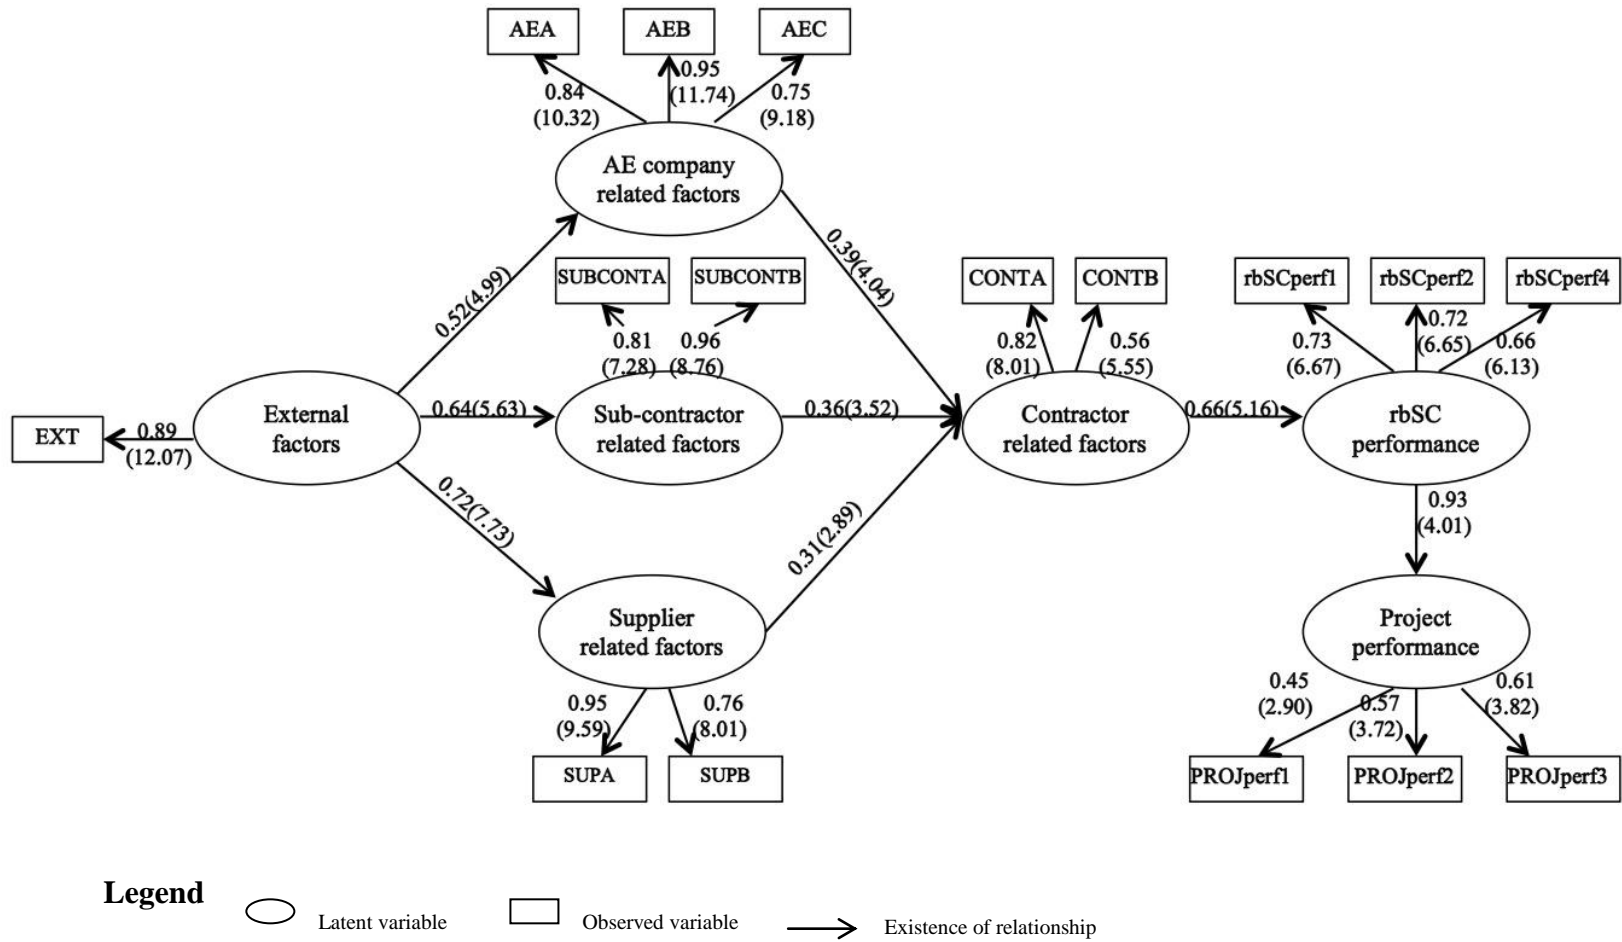 AEA
AEB
AEC
0.84
(10.32)
0.95
(11.74)
0.75
(9.18)
AE company
related factors
0.52(4.99)
0.39(4.04)
SUBCONTA
SUBCONTB
0.81
(7.28)
0.96
(8.76)
CONTA
CONTB
0.82
(8.01)
0.56
(5.55)
rbSCperf1
rbSCperf2
rbSCperf4
0.73
(6.67)
0.72
(6.65)
0.66
(6.13)
EXT
0.89
(12.07)
External
factors
0.64(5.63)
Sub-contractor
related factors
0.36(3.52)
Contractor
related factors
0.66(5.16)
rbSC
performance
0.72(7.73)
0.31(2.89)
0.93
(4.01)
Supplier
related factors
Project
performance
0.95
(9.59)
0.76
(8.01)
0.45
(2.90)
0.57
(3.72)
0.61
(3.82)
SUPA
SUPB
PROJperf1
PROJperf2
PROJperf3
Legend
Latent variable
Observed variable
Existence of relationship